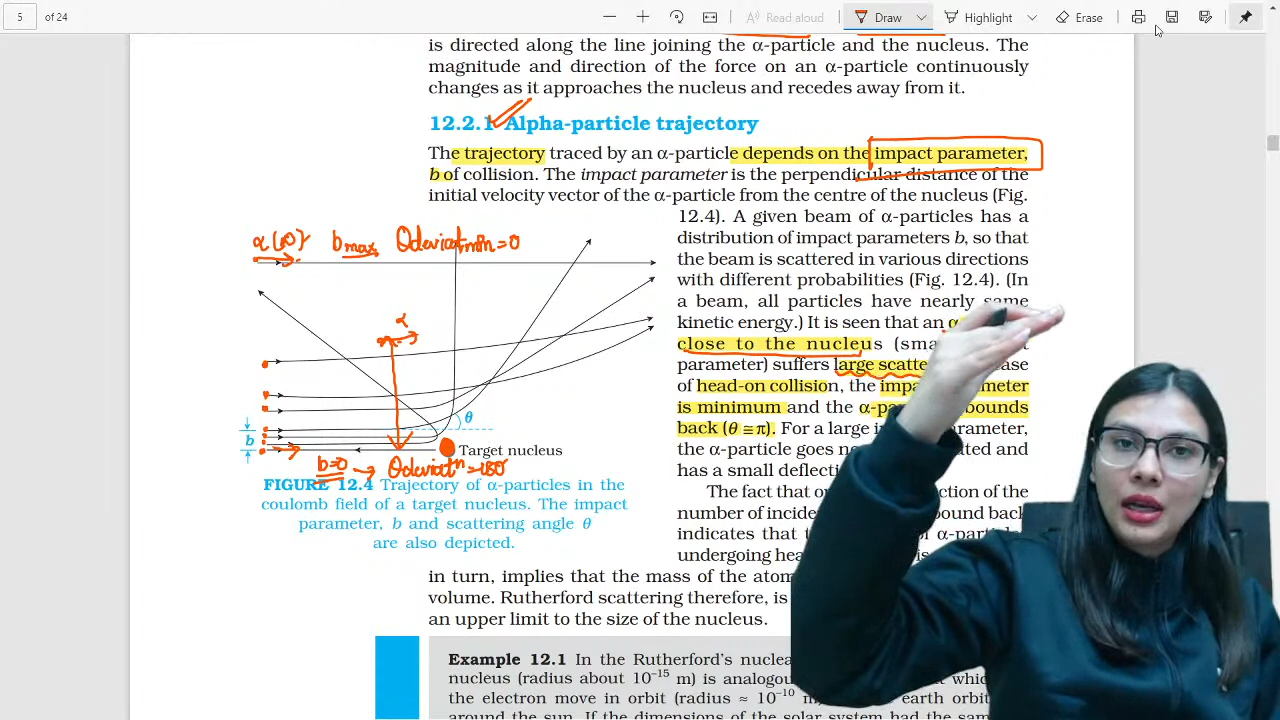 5 of 24
Read aloud
Draw
Highlight
Erase
is directed along the line joining the α-particle and the nucleus. The
magnitude and direction of the force on an α-particle continuously
changes as it approaches the nucleus and recedes away from it.
12.2.1 Alpha-particle trajectory
The trajectory traced by an α-particle depends on the impact parameter,
b of collision. The impact parameter is the perpendicular distance of the
initial velocity vector of the α-particle from the centre of the nucleus (Fig.
12.4). A given beam of α-particles has a
distribution of impact parameters b, so that
the beam is scattered in various directions
with different probabilities (Fig. 12.4). (In
a beam, all particles have nearly same
kinetic energy.) It is seen that an α
close to the nucleus (small
parameter) suffers large
of head-on collision, the
is minimum and the
back (θ ≅ π). For a large
the α-particle goes
has a small
The fact that
number of
indicates that
undergoing
in turn, implies that the mass of the atom
volume. Rutherford scattering therefore, is
an upper limit to the size of the nucleus.
bmax
= 0
α
θ
b
Target nucleus
b=0 →
FIGURE 12.4 Trajectory of α-particles in the
coulomb field of a target nucleus. The impact
parameter, b and scattering angle θ
are also depicted.
Example 12.1 In the Rutherford's
nucleus (radius about 10⁻¹⁵ m) is analogous
the electron move in orbit (radius ≈ 10⁻¹⁰ m) earth
around the sun. If the dimensions of the solar system had the same